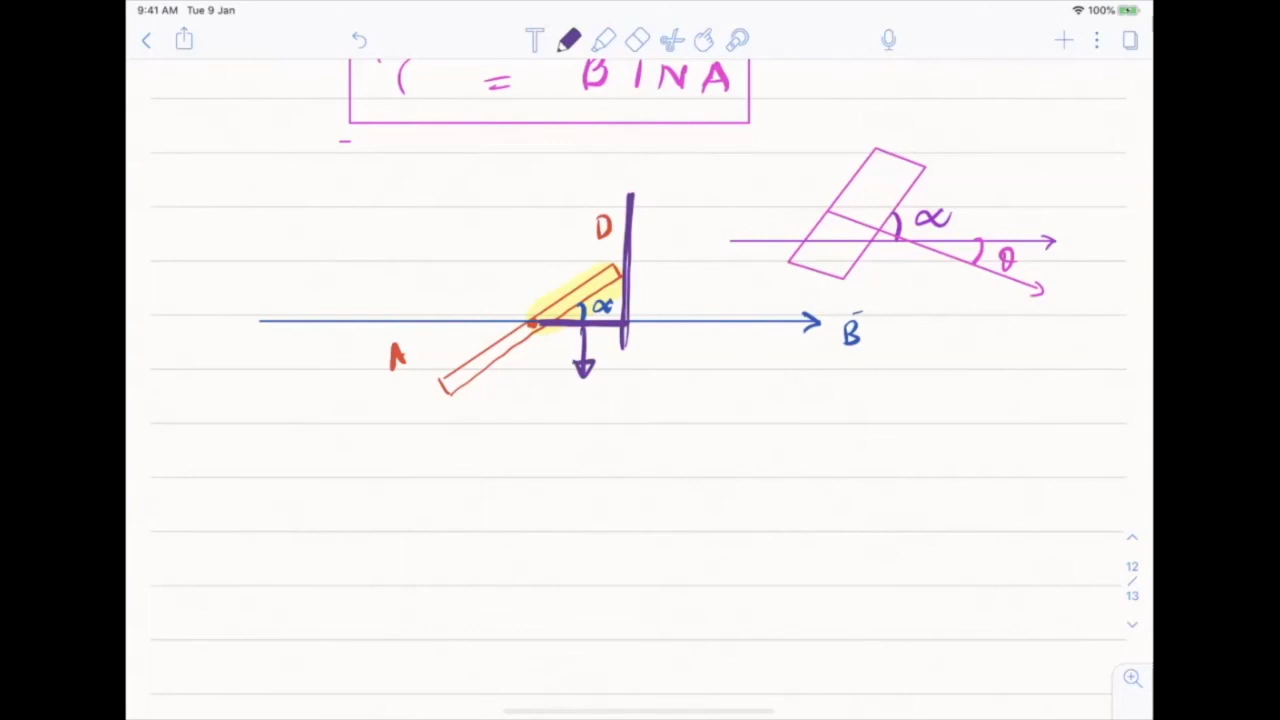 9:41 AM Tue 9 Jan
100%
= BINA
D
α
θ
α
B
A
12
/
13